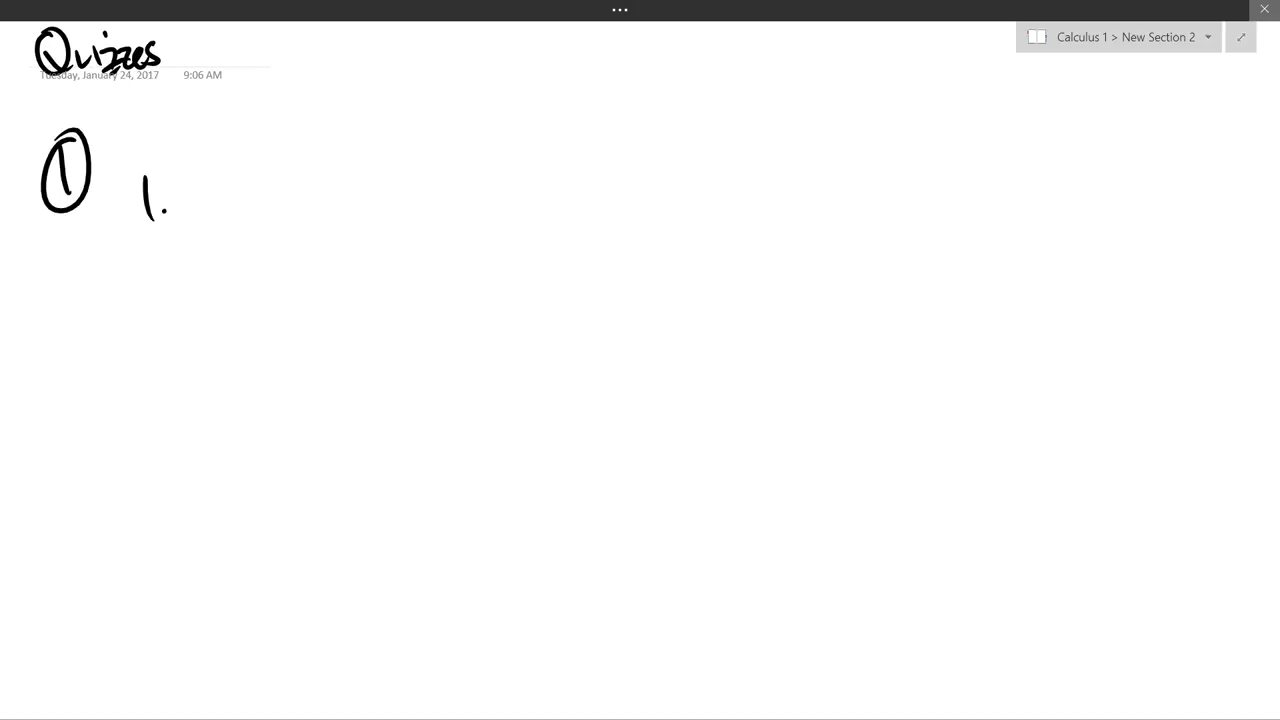 Calculus 1 > New Section 2
Quizzes
Tuesday, January 24, 2017 9:06 AM
① 1.